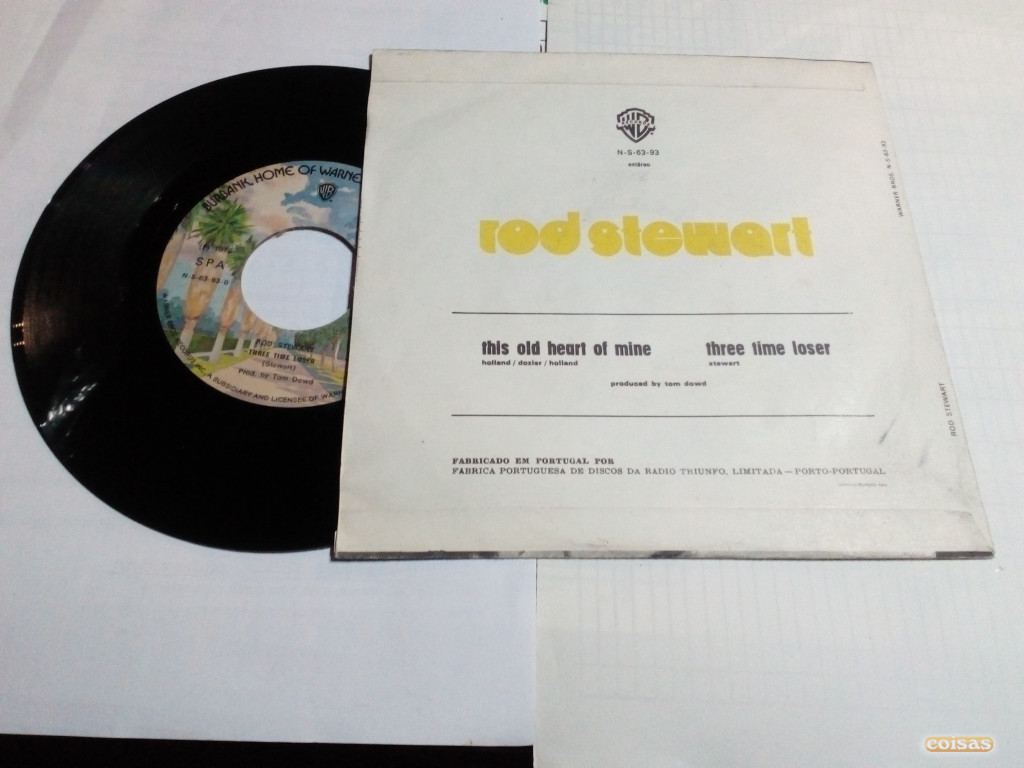 BURBANK, HOME OF WARNE
W
SPA
N-S-63-93-B
ROD STEWART
THREE TIME LOSER
(Stewart)
Prod. by Tom Dowd
INC., A SUBSIDIARY AND LICENSEE OF WARN
WB
N-S-63-93
estéreo
rod stewart
this old heart of mine
holland / dozier / holland
three time loser
stewart
produced by tom dowd
FABRICADO EM PORTUGAL POR
FABRICA PORTUGUESA DE DISCOS DA RADIO TRIUNFO, LIMITADA — PORTO-PORTUGAL
WARNER BROS. N-S-63-93
ROD STEWART
coisas